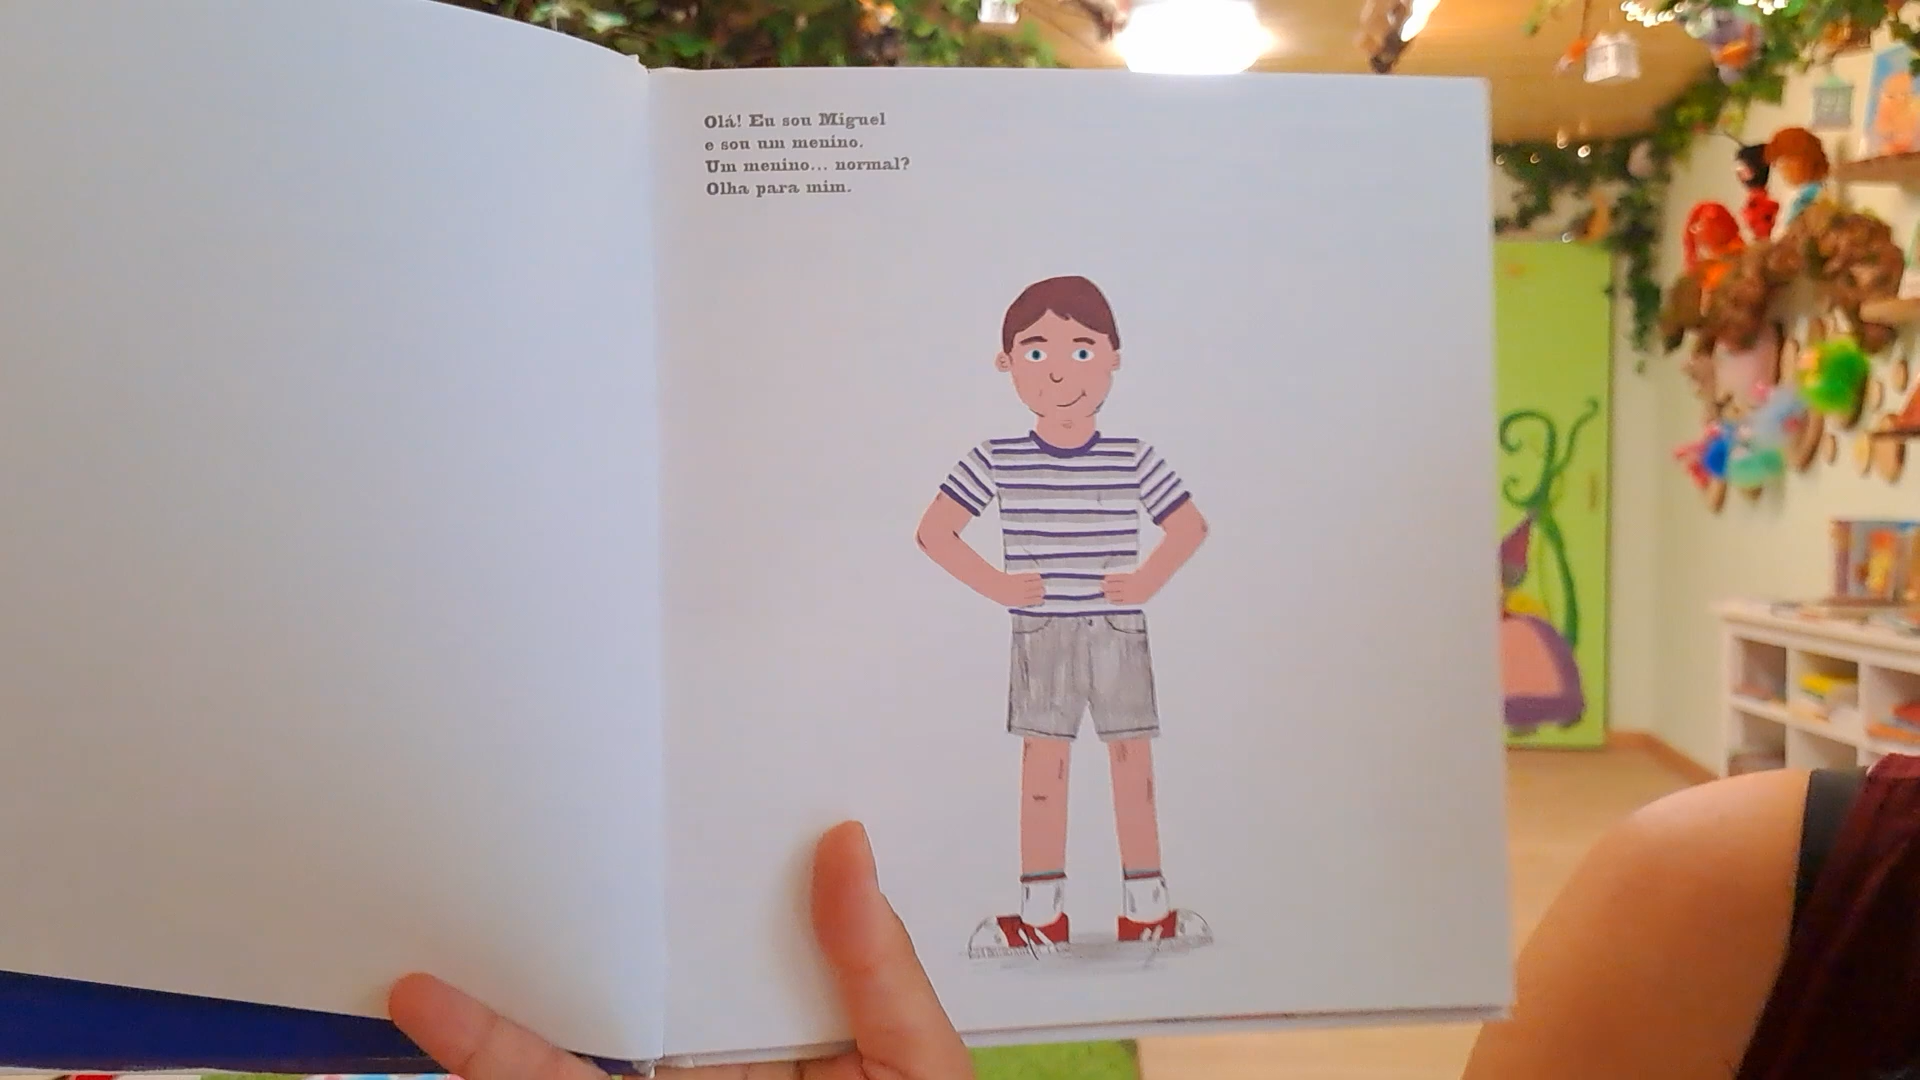 Olá! Eu sou Miguel
e sou um menino.
Um menino... normal?
Olha para mim.